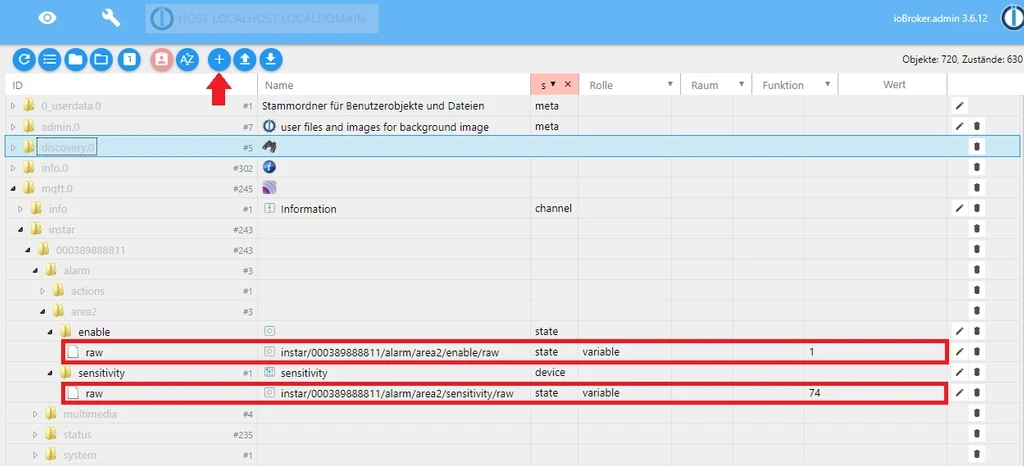 HOST LOCALHOST.LOCALDOMAIN
ioBroker.admin 3.6.12
1 AZ Objekte: 720, Zustände: 630
ID Name s Rolle Raum Funktion Wert
0_userdata.0 #1 Stammordner für Benutzerobjekte und Dateien meta
admin.0 #7 user files and images for background image meta
discovery.0 #5
info.0 #302
mqtt.0 #245
info #1 Information channel
instar #243
000389888811 #243
alarm #3
actions #1
area2 #3
enable state
raw instar/000389888811/alarm/area2/enable/raw state variable 1
sensitivity #1 sensitivity device
raw instar/000389888811/alarm/area2/sensitivity/raw state variable 74
multimedia #4
status #235
system #1